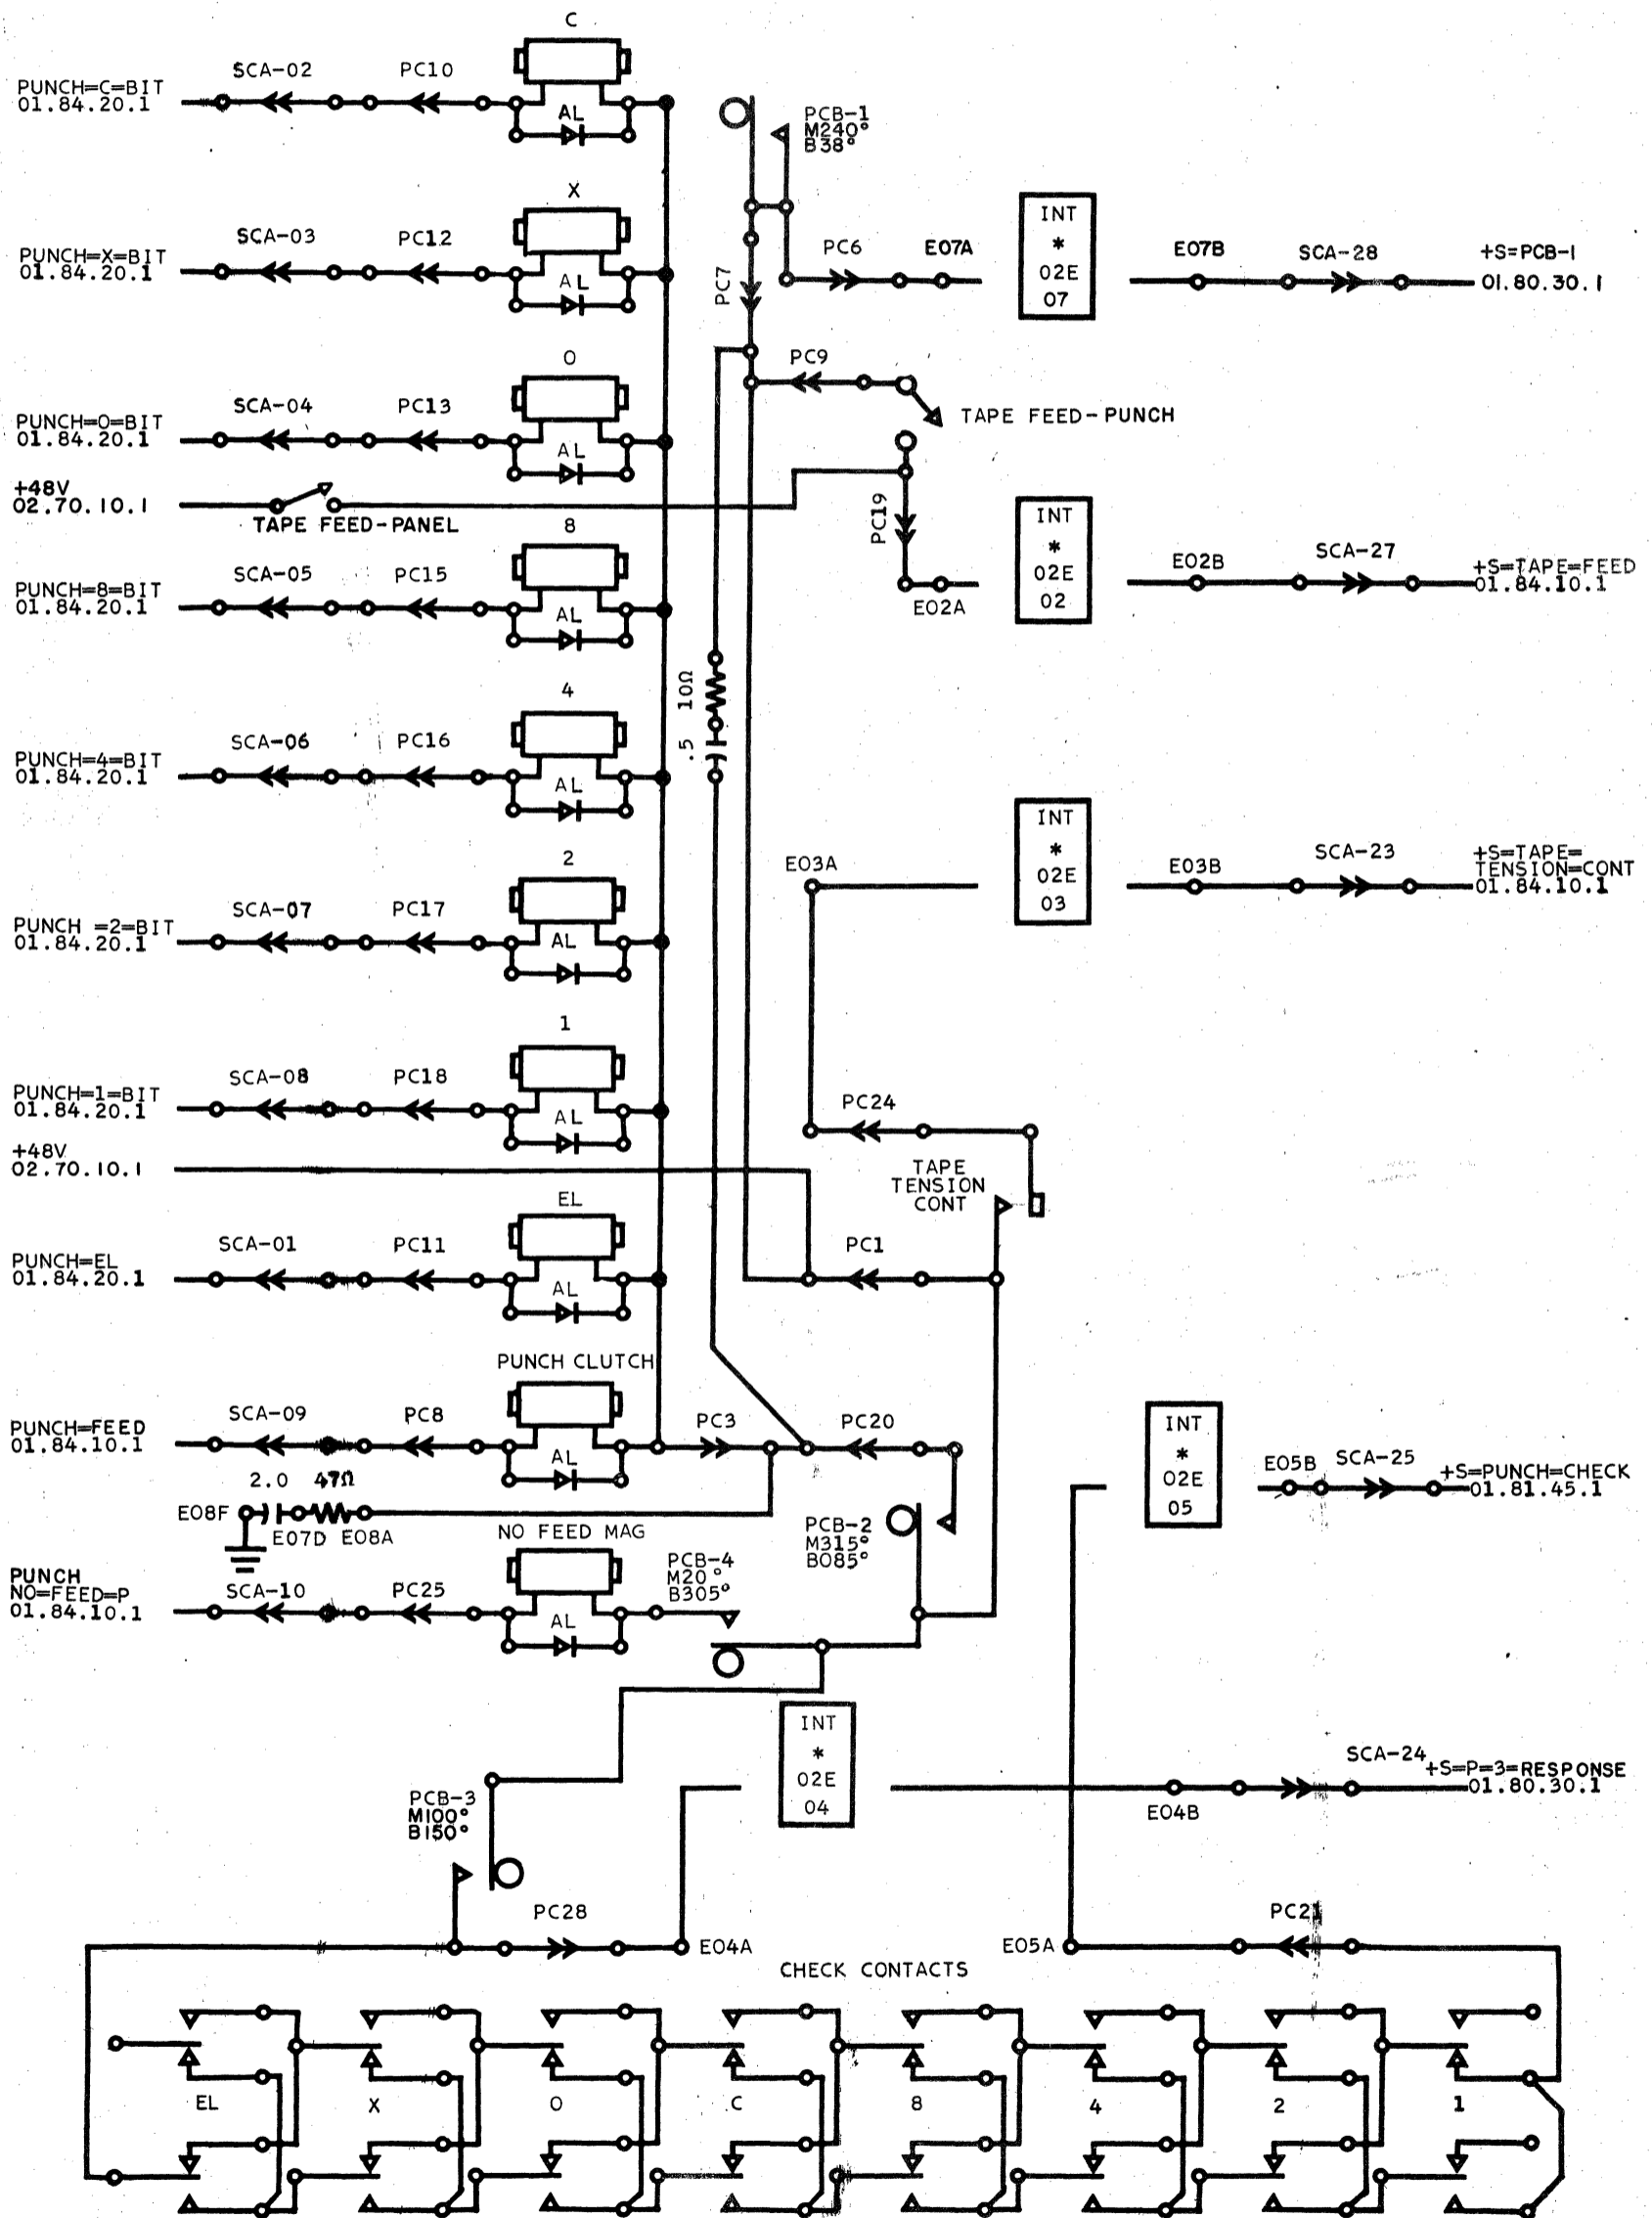 C
PUNCH=C=BIT
01.84.20.1
SCA-02
PC10
AL
PCB-1
M240°
B38°
X
PUNCH=X=BIT
01.84.20.1
SCA-03
PC12
AL
PC7
PC6
E07A
INT
*
02E
07
E07B
SCA-28
+S=PCB-1
01.80.30.1
0
PUNCH=0=BIT
01.84.20.1
SCA-04
PC13
AL
PC9
TAPE FEED-PUNCH
+48V
02.70.10.1
TAPE FEED-PANEL
PC19
E02A
INT
*
02E
02
E02B
SCA-27
+S=TAPE=FEED
01.84.10.1
8
PUNCH=8=BIT
01.84.20.1
SCA-05
PC15
AL
4
PUNCH=4=BIT
01.84.20.1
SCA-06
PC16
AL
.5 10Ω
2
PUNCH =2=BIT
01.84.20.1
SCA-07
PC17
AL
E03A
INT
*
02E
03
E03B
SCA-23
+S=TAPE=
TENSION=CONT
01.84.10.1
1
PUNCH=1=BIT
01.84.20.1
SCA-08
PC18
AL
PC24
TAPE
TENSION
CONT
+48V
02.70.10.1
EL
PUNCH=EL
01.84.20.1
SCA-01
PC11
AL
PC1
PUNCH CLUTCH
PUNCH=FEED
01.84.10.1
SCA-09
PC8
AL
PC3
PC20
2.0 47Ω
E08F
E07D E08A
INT
*
02E
05
E05B
SCA-25
+S=PUNCH=CHECK
01.81.45.1
NO FEED MAG
PUNCH
NO=FEED=P
01.84.10.1
SCA-10
PC25
AL
PCB-4
M20°
B305°
PCB-2
M315°
B085°
INT
*
02E
04
SCA-24
+S=P=3=RESPONSE
01.80.30.1
E04B
PCB-3
M100°
B150°
PC28
E04A
E05A
PC21
CHECK CONTACTS
EL
X
0
C
8
4
2
1